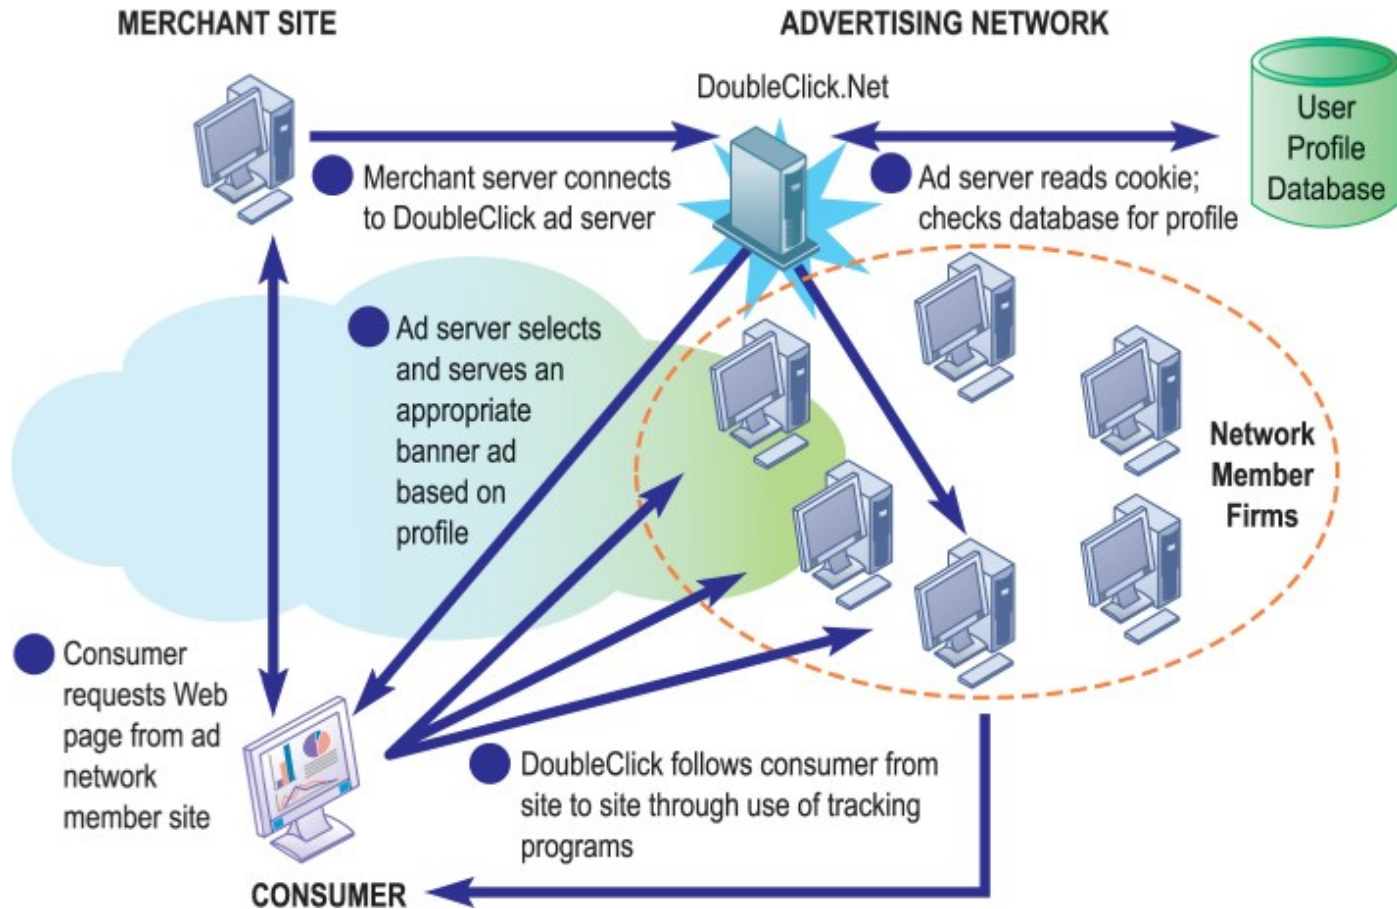 MERCHANT SITE
ADVERTISING NETWORK
DoubleClick.Net
User
Profile
Database
Merchant server connects
to DoubleClick ad server
Ad server reads cookie;
checks database for profile
Ad server selects
and serves an
appropriate
banner ad
based on
profile
Network
Member
Firms
Consumer
requests Web
page from ad
network
member site
DoubleClick follows consumer from
site to site through use of tracking
programs
CONSUMER